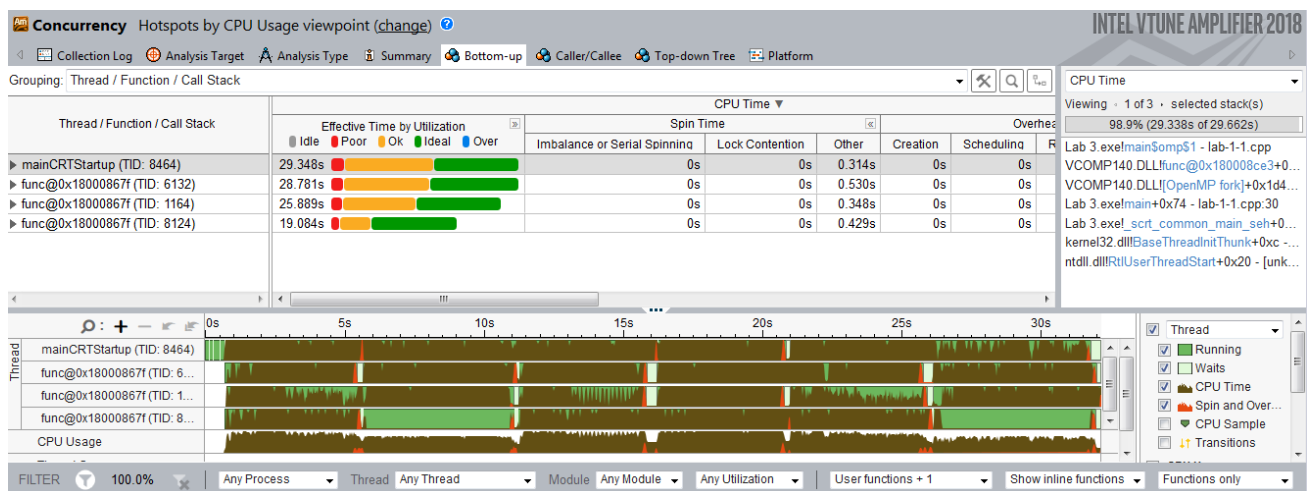 Am Concurrency Hotspots by CPU Usage viewpoint (change) ?
INTEL VTUNE AMPLIFIER 2018
Collection Log Analysis Target Analysis Type Summary Bottom-up Caller/Callee Top-down Tree Platform
Grouping: Thread / Function / Call Stack
CPU Time
Thread / Function / Call Stack
CPU Time ▼
Effective Time by Utilization
Idle Poor Ok Ideal Over
Spin Time
Overhea
Imbalance or Serial Spinning Lock Contention Other Creation Scheduling R
mainCRTStartup (TID: 8464) 29.348s 0s 0s 0.314s 0s 0s
func@0x18000867f (TID: 6132) 28.781s 0s 0s 0.530s 0s 0s
func@0x18000867f (TID: 1164) 25.889s 0s 0s 0.348s 0s 0s
func@0x18000867f (TID: 8124) 19.084s 0s 0s 0.429s 0s 0s
Viewing 1 of 3 selected stack(s)
98.9% (29.338s of 29.662s)
Lab 3.exe!main$omp$1 - lab-1-1.cpp
VCOMP140.DLL!func@0x180008ce3+0...
VCOMP140.DLL![OpenMP fork]+0x1d4...
Lab 3.exe!main+0x74 - lab-1-1.cpp:30
Lab 3.exe!_scrt_common_main_seh+0...
kernel32.dll!BaseThreadInitThunk+0xc -...
ntdll.dll!RtlUserThreadStart+0x20 - [unk...
0s 5s 10s 15s 20s 25s 30s
Thread
mainCRTStartup (TID: 8464)
func@0x18000867f (TID: 6...
func@0x18000867f (TID: 1...
func@0x18000867f (TID: 8...
CPU Usage
Thread
Running
Waits
CPU Time
Spin and Over...
CPU Sample
Transitions
FILTER 100.0% Any Process Thread Any Thread Module Any Module Any Utilization User functions + 1 Show inline functions Functions only